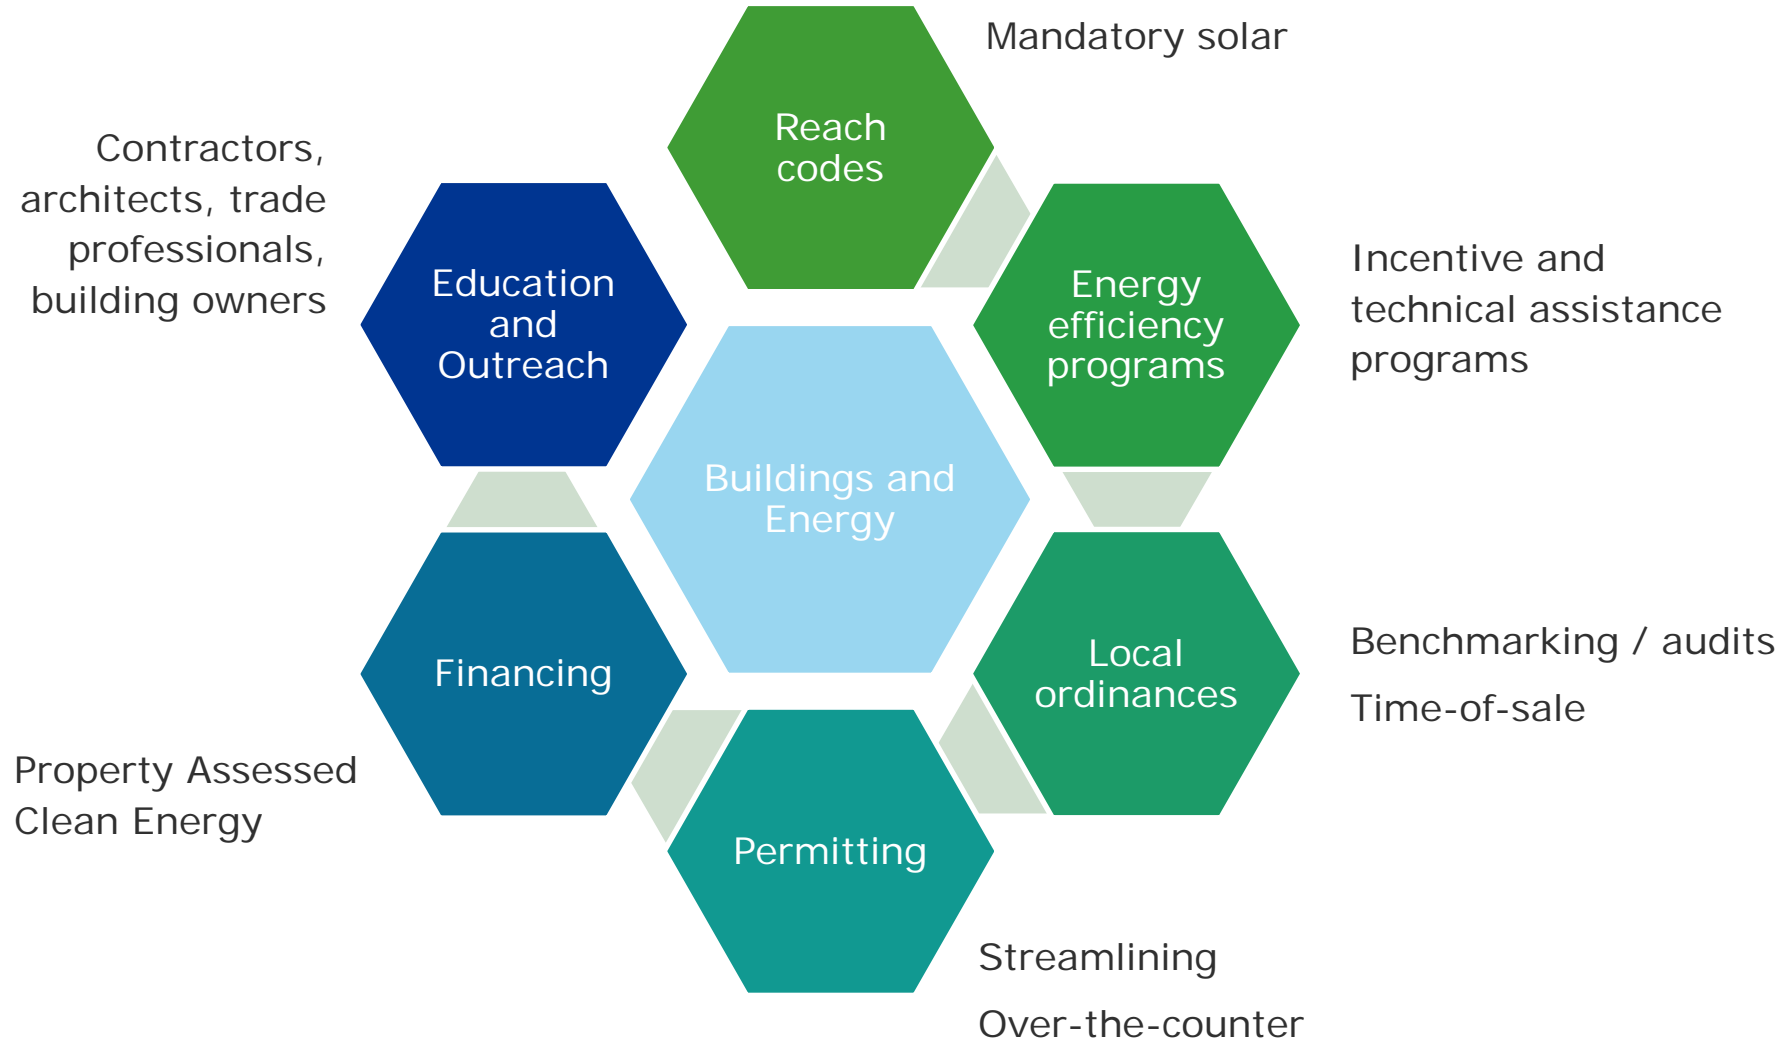 Mandatory solar
Reach
codes
Contractors,
architects, trade
professionals,
building owners
Education
and
Outreach
Energy
efficiency
programs
Incentive and
technical assistance
programs
Buildings and
Energy
Financing
Local
ordinances
Benchmarking / audits
Time-of-sale
Property Assessed
Clean Energy
Permitting
Streamlining
Over-the-counter